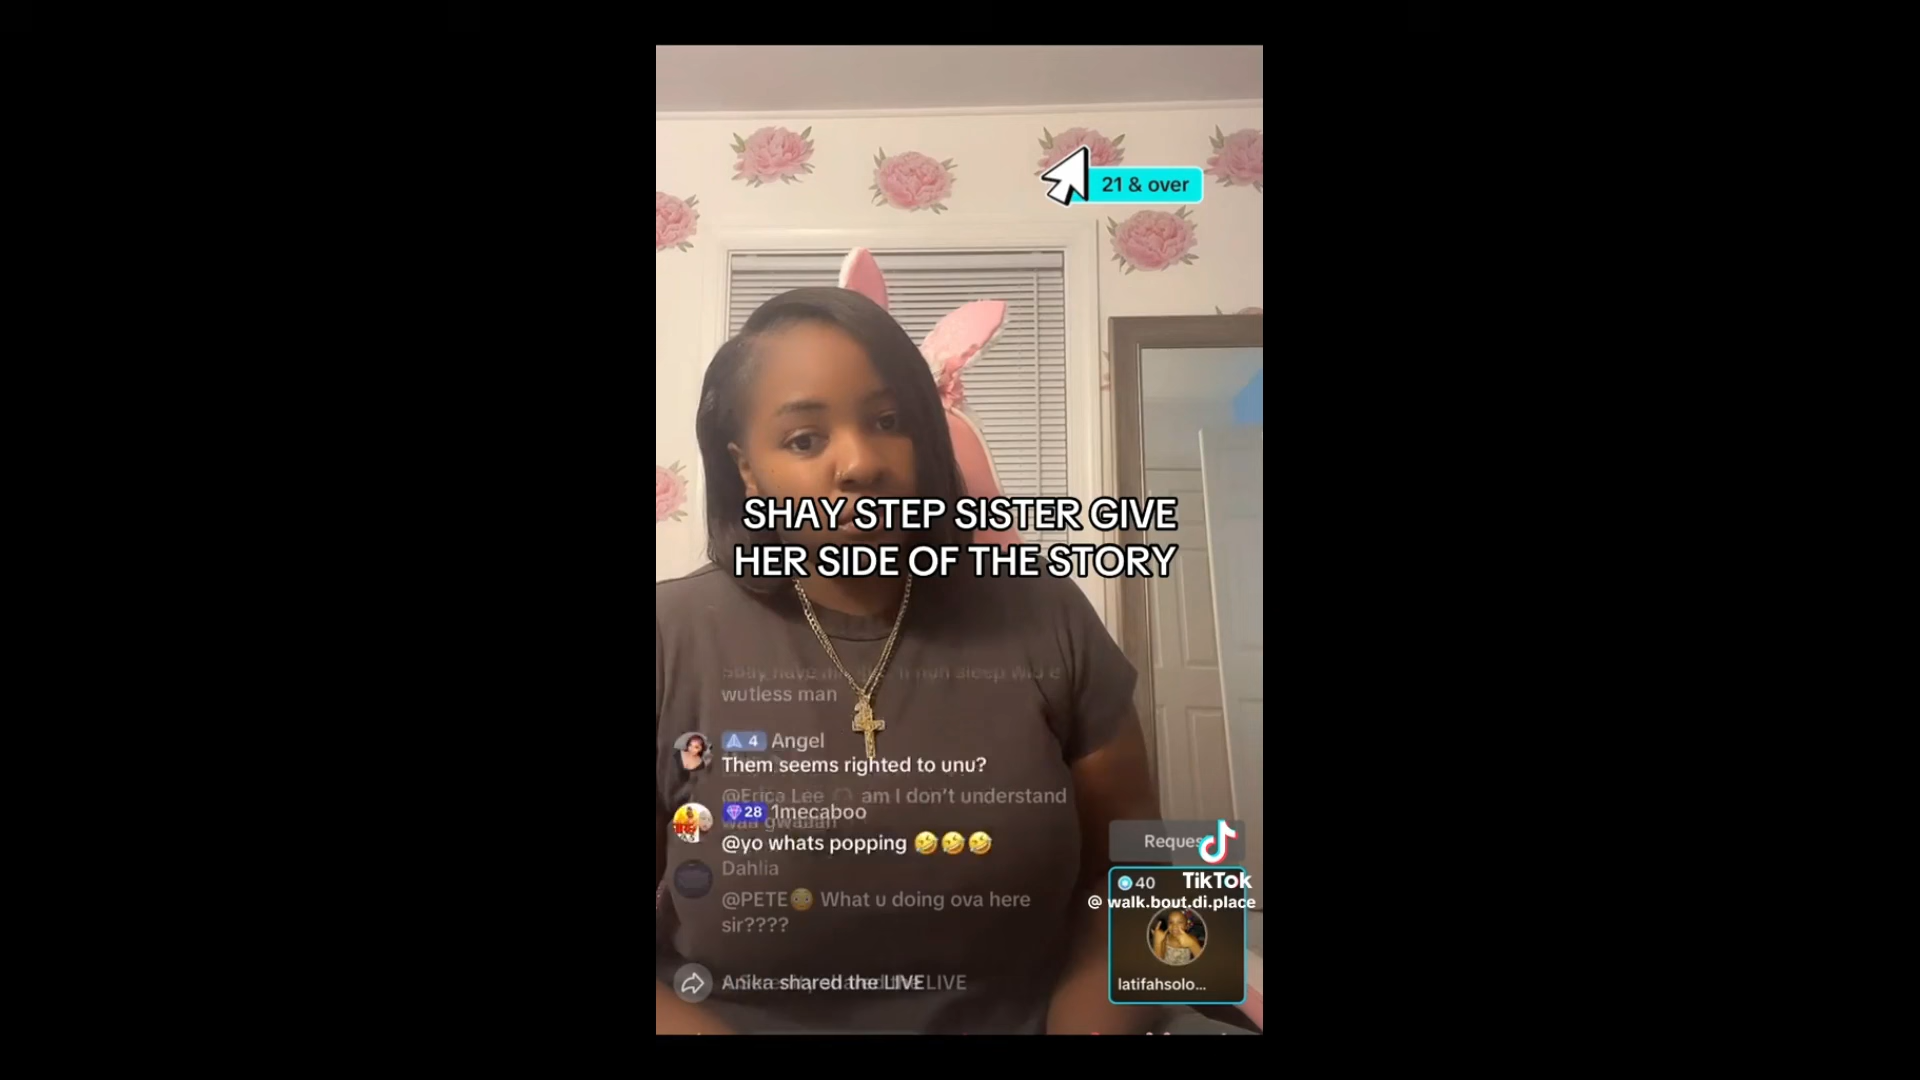 21 & over
SHAY STEP SISTER GIVE
HER SIDE OF THE STORY
wutless man
4 Angel
Them seems righted to unu?
@Erica Lee am I don't understand
28 1mecaboo
@yo whats popping 🤣🤣🤣
Dahlia
@PETE😳 What u doing ova here
sir????
Anika shared the LIVE
Reques
40
TikTok
@ walk.bout.di.place
latifahsolo...